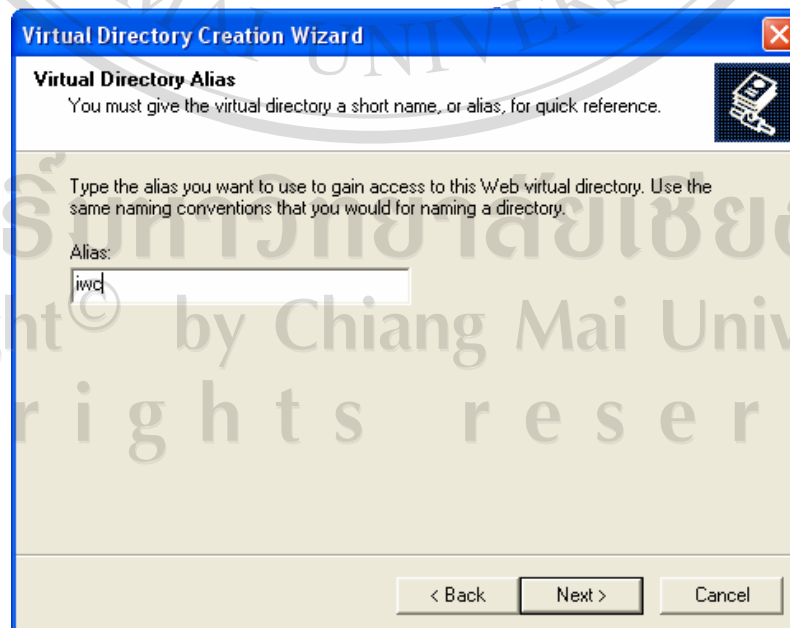 Virtual Directory Creation Wizard
Virtual Directory Alias
You must give the virtual directory a short name, or alias, for quick reference.
Type the alias you want to use to gain access to this Web virtual directory. Use the
same naming conventions that you would for naming a directory.
Alias:
iwc
by Chiang Mai
rights reser
< Back Next > Cancel